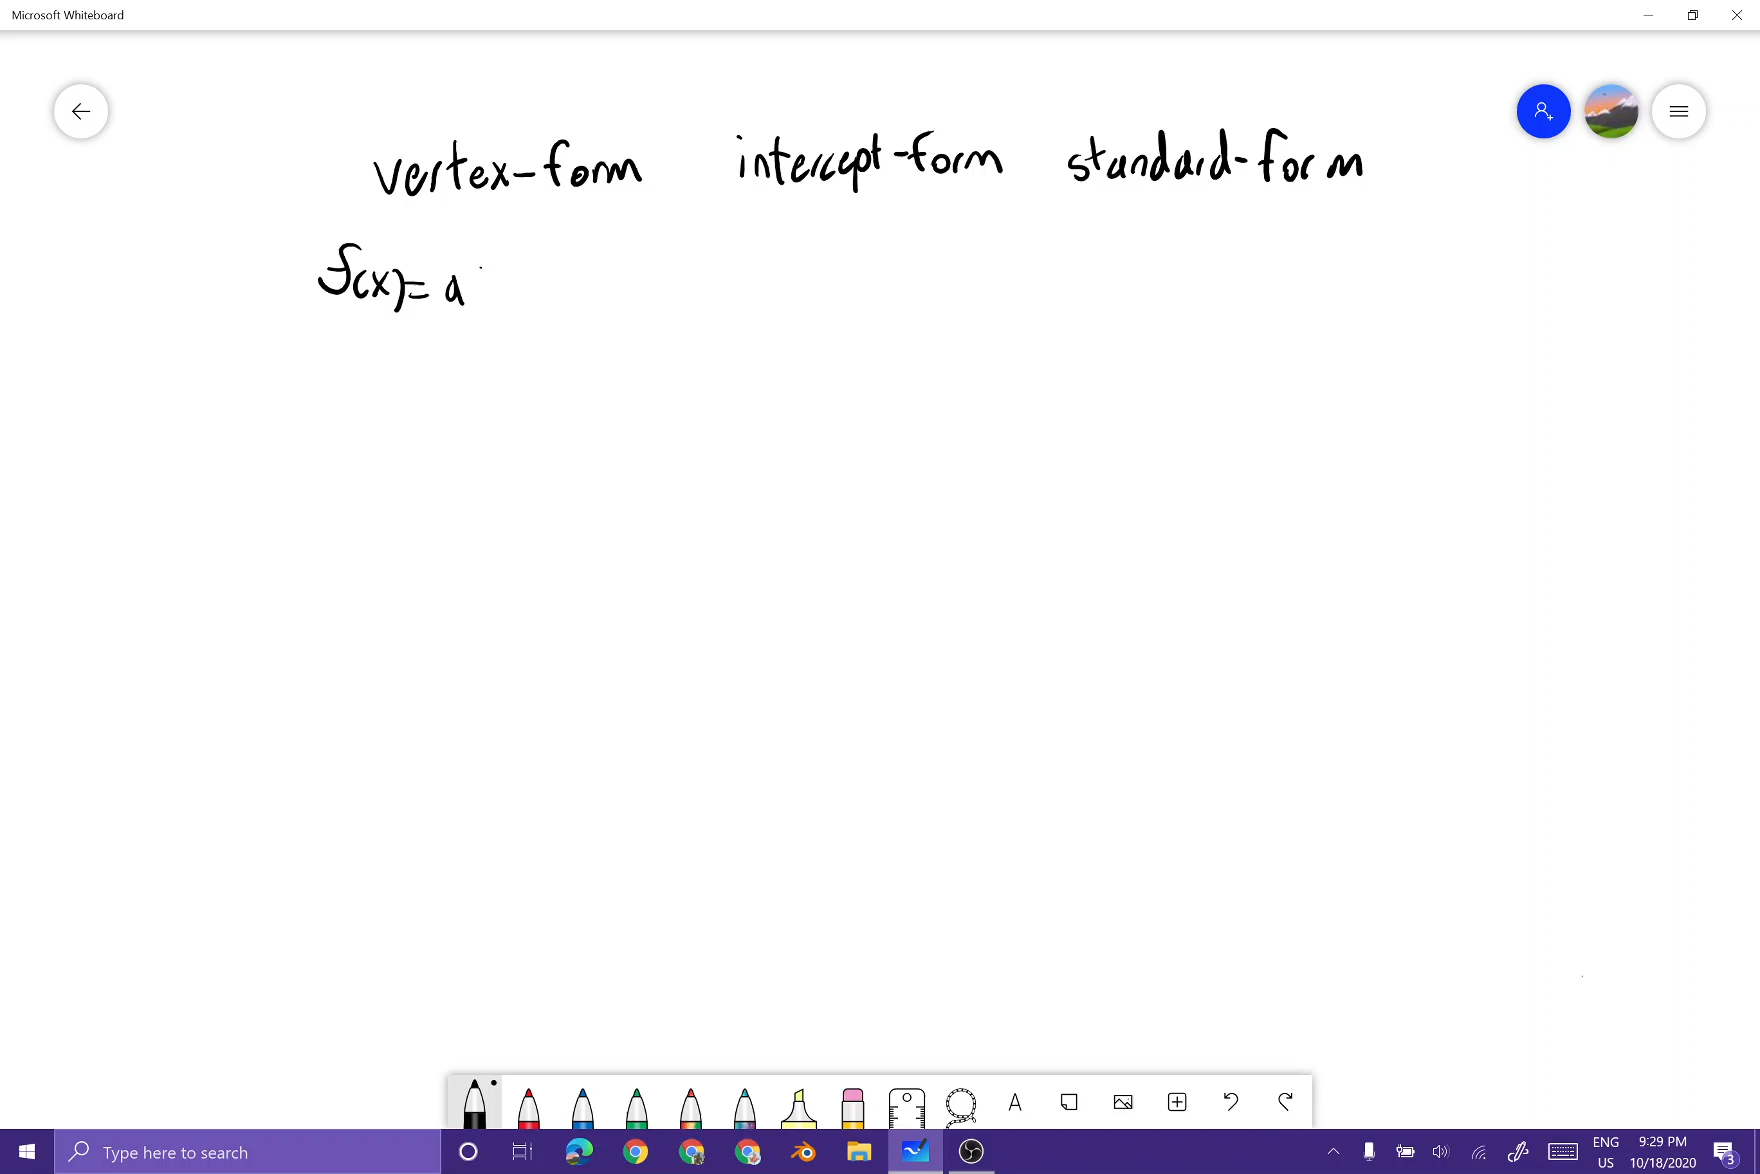 Microsoft Whiteboard
vertex-form intercept-form standard-form
f(x)= a
A
Type here to search
ENG
US
9:29 PM
10/18/2020
3